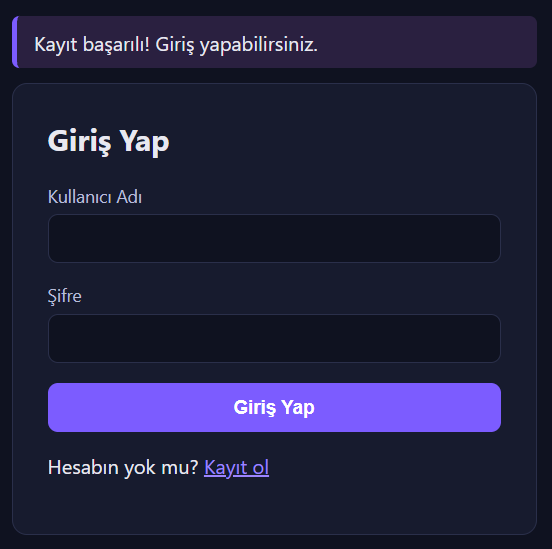 Kayıt başarılı! Giriş yapabilirsiniz.
Giriş Yap
Kullanıcı Adı
Şifre
Giriş Yap
Hesabın yok mu? Kayıt ol